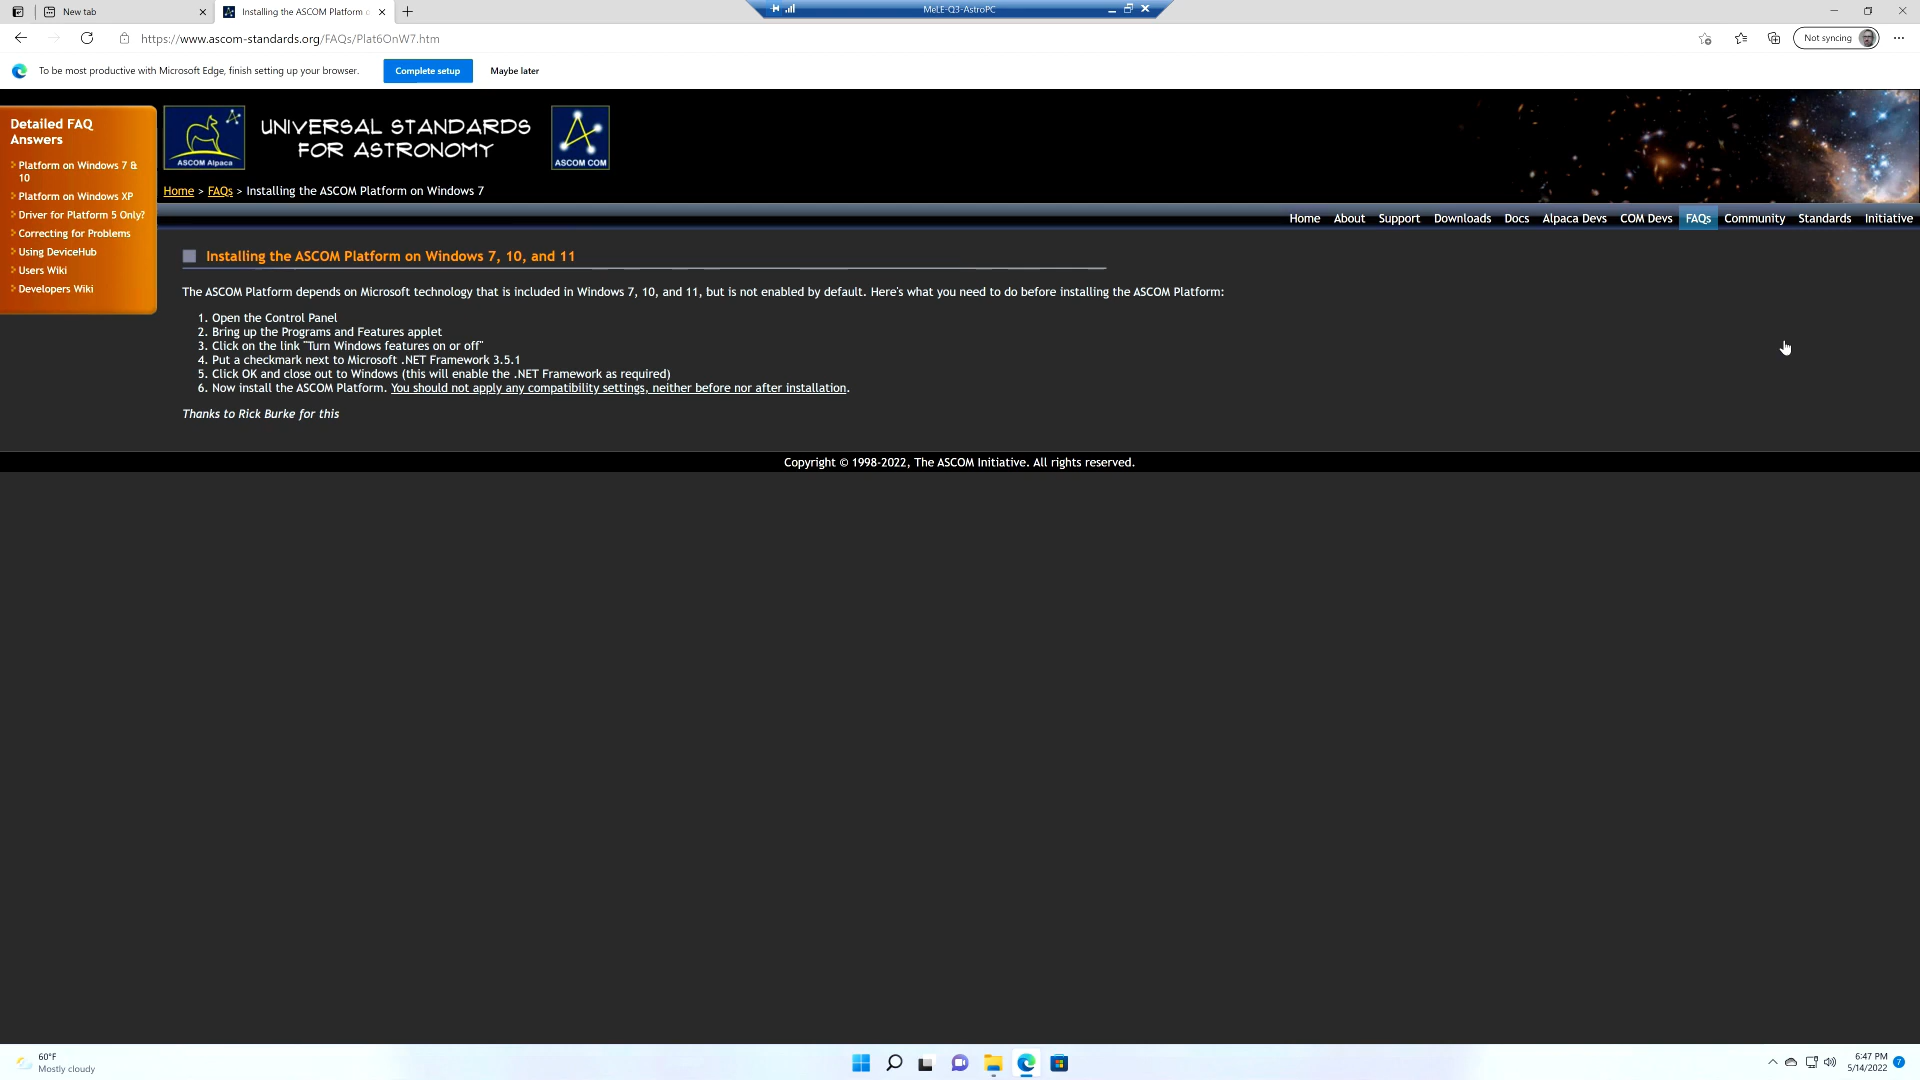 New tab
Installing the ASCOM Platform
MeLE-Q3-AstroPC
https://www.ascom-standards.org/FAQs/Plat6OnW7.htm
Not syncing
To be most productive with Microsoft Edge, finish setting up your browser.
Complete setup
Maybe later
Detailed FAQ
Answers
Platform on Windows 7 &
10
Platform on Windows XP
Driver for Platform 5 Only?
Correcting for Problems
Using DeviceHub
Users Wiki
Developers Wiki
ASCOM Alpaca
UNIVERSAL STANDARDS
FOR ASTRONOMY
ASCOM COM
Home > FAQs > Installing the ASCOM Platform on Windows 7
Home About Support Downloads Docs Alpaca Devs COM Devs FAQs Community Standards Initiative
Installing the ASCOM Platform on Windows 7, 10, and 11
The ASCOM Platform depends on Microsoft technology that is included in Windows 7, 10, and 11, but is not enabled by default. Here's what you need to do before installing the ASCOM Platform:
1. Open the Control Panel
2. Bring up the Programs and Features applet
3. Click on the link "Turn Windows features on or off"
4. Put a checkmark next to Microsoft .NET Framework 3.5.1
5. Click OK and close out to Windows (this will enable the .NET Framework as required)
6. Now install the ASCOM Platform. You should not apply any compatibility settings, neither before nor after installation.
Thanks to Rick Burke for this
Copyright © 1998-2022, The ASCOM Initiative. All rights reserved.
60°F
Mostly cloudy
6:47 PM
5/14/2022
7